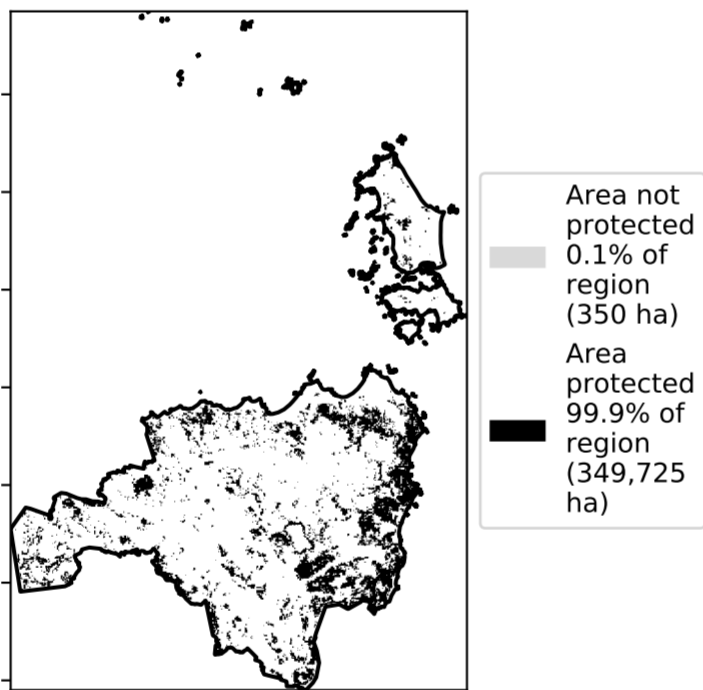 Area not
protected
0.1% of
region
(350 ha)
Area
protected
99.9% of
region
(349,725
ha)